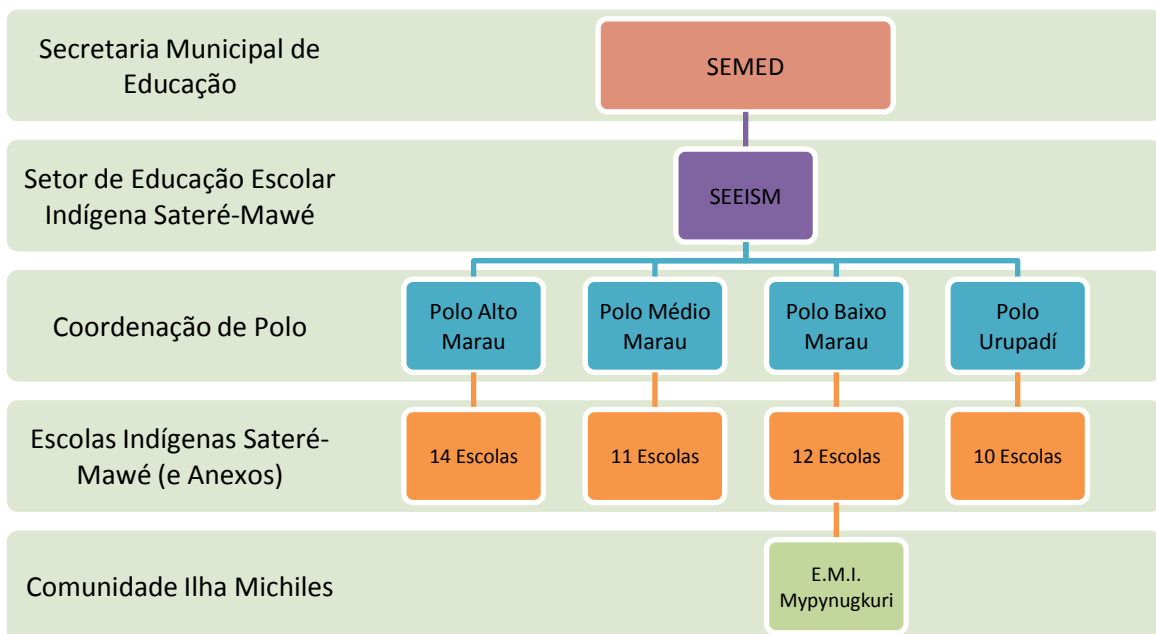 Secretaria Municipal de
Educação
SEMED
Setor de Educação Escolar
Indígena Sateré-Mawé
SEEISM
Coordenação de Polo
Polo Alto
Marau
Polo Médio
Marau
Polo Baixo
Marau
Polo
Urupadí
Escolas Indígenas Sateré-
Mawé (e Anexos)
14 Escolas
11 Escolas
12 Escolas
10 Escolas
Comunidade Ilha Michiles
E.M.I.
Mypynugkuri